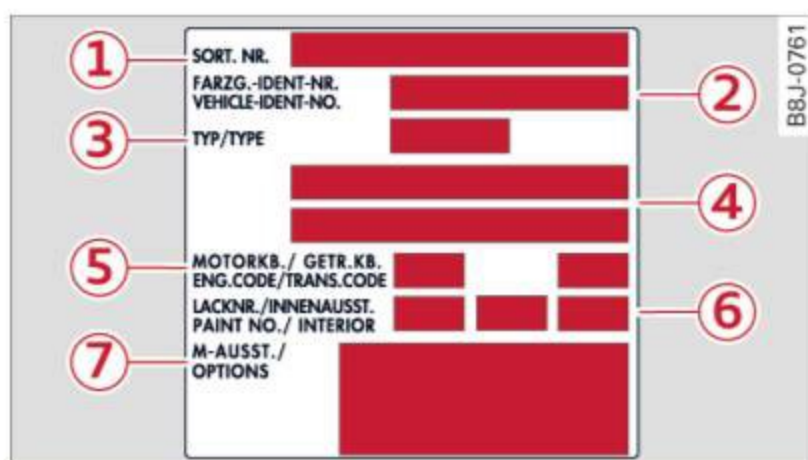 1 SORT. NR.
FARZG.-IDENT-NR.
VEHICLE-IDENT-NO. 2
3 TYP/TYPE
4
5 MOTORKB./ GETR.KB.
ENG.CODE/TRANS.CODE
LACKNR./INNENAUSST.
PAINT NO./ INTERIOR 6
7 M-AUSST./
OPTIONS
B8J-0761